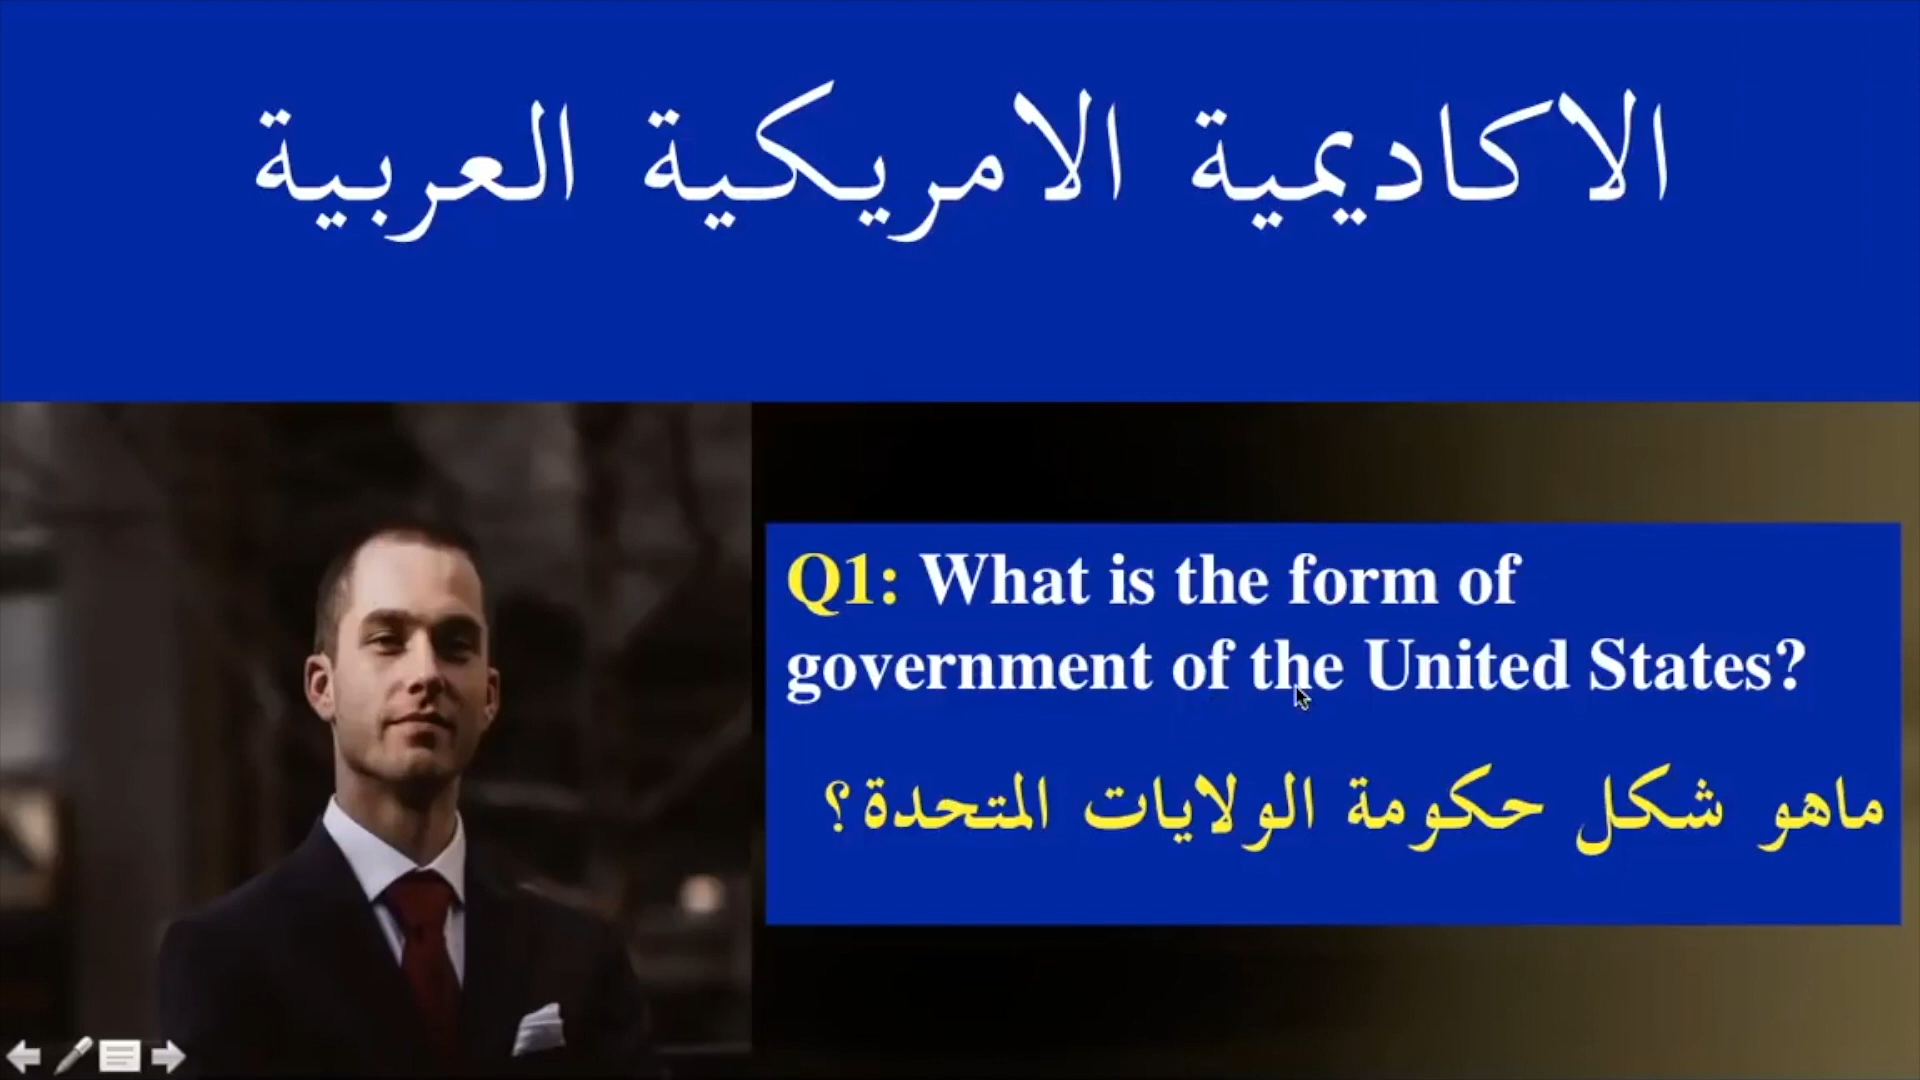 الاكاديمية الامريكية العربية
Q1: What is the form of
government of the United States?
ماهو شكل حكومة الولايات المتحدة؟